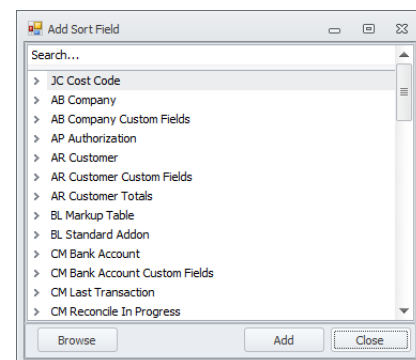 Add Sort Field
Search...
JC Cost Code
AB Company
AB Company Custom Fields
AP Authorization
AR Customer
AR Customer Custom Fields
AR Customer Totals
BL Markup Table
BL Standard Addon
CM Bank Account
CM Bank Account Custom Fields
CM Last Transaction
CM Reconcile In Progress
Browse Add Close